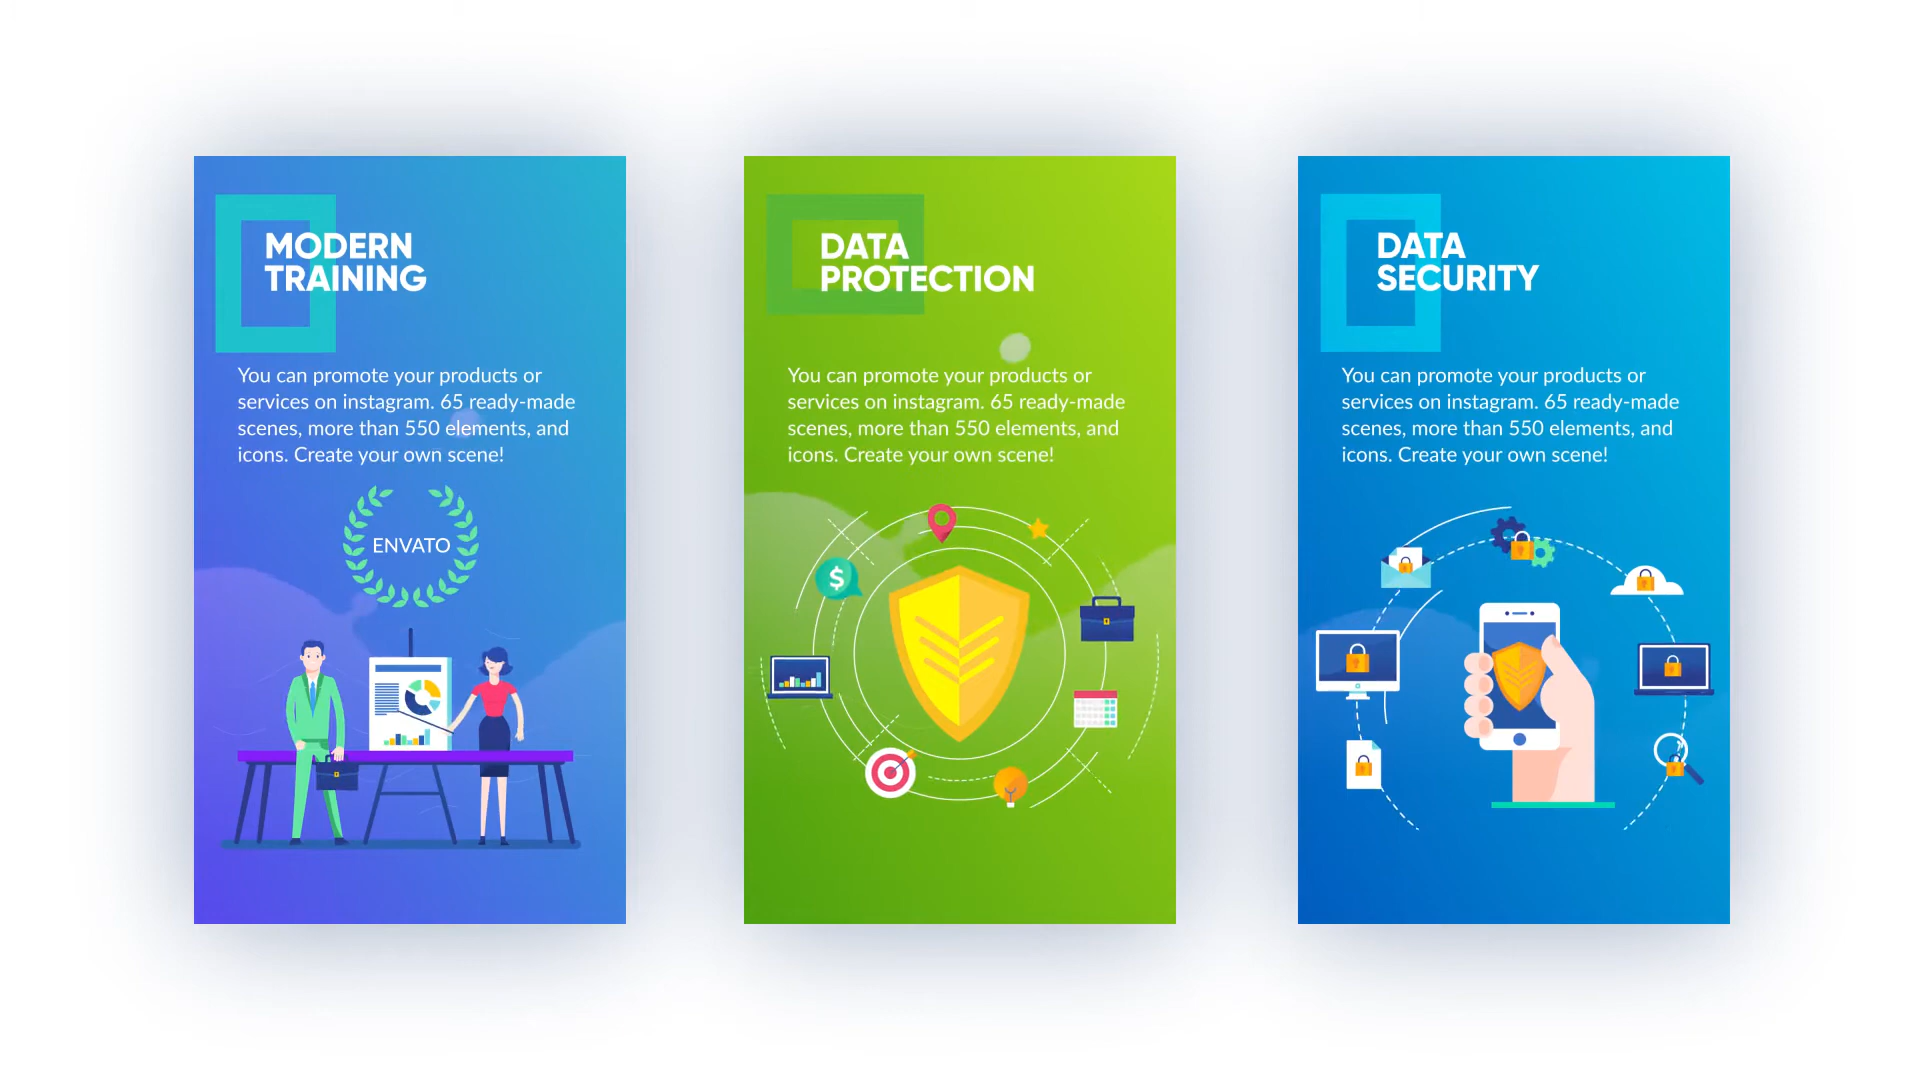 MODERN
TRAINING
You can promote your products or
services on instagram. 65 ready-made
scenes, more than 550 elements, and
icons. Create your own scene!
ENVATO
DATA
PROTECTION
You can promote your products or
services on instagram. 65 ready-made
scenes, more than 550 elements, and
icons. Create your own scene!
$
DATA
SECURITY
You can promote your products or
services on instagram. 65 ready-made
scenes, more than 550 elements, and
icons. Create your own scene!